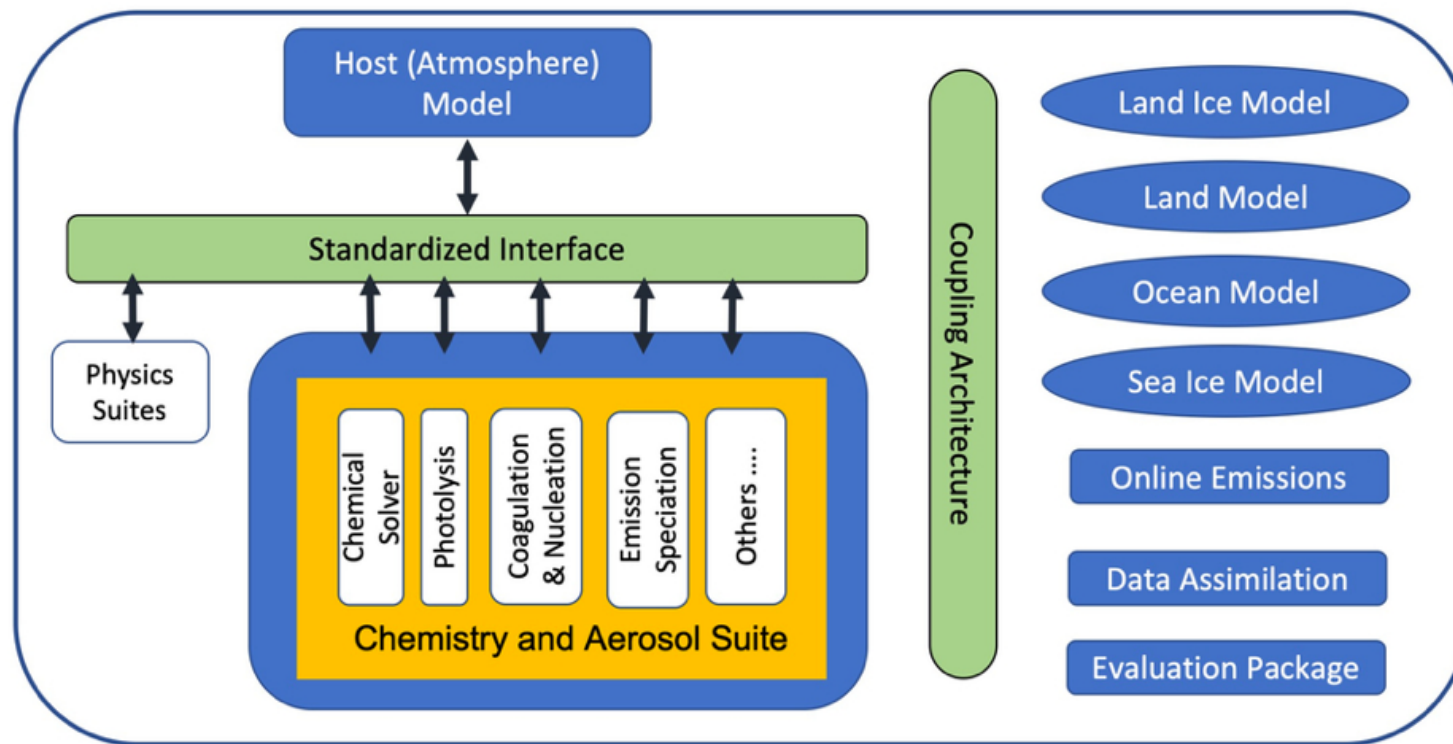 Host (Atmosphere)
Model
Standardized Interface
Physics
Suites
Chemical
Solver
Photolysis
Coagulation
& Nucleation
Emission
Speciation
Others ....
Chemistry and Aerosol Suite
Coupling Architecture
Land Ice Model
Land Model
Ocean Model
Sea Ice Model
Online Emissions
Data Assimilation
Evaluation Package